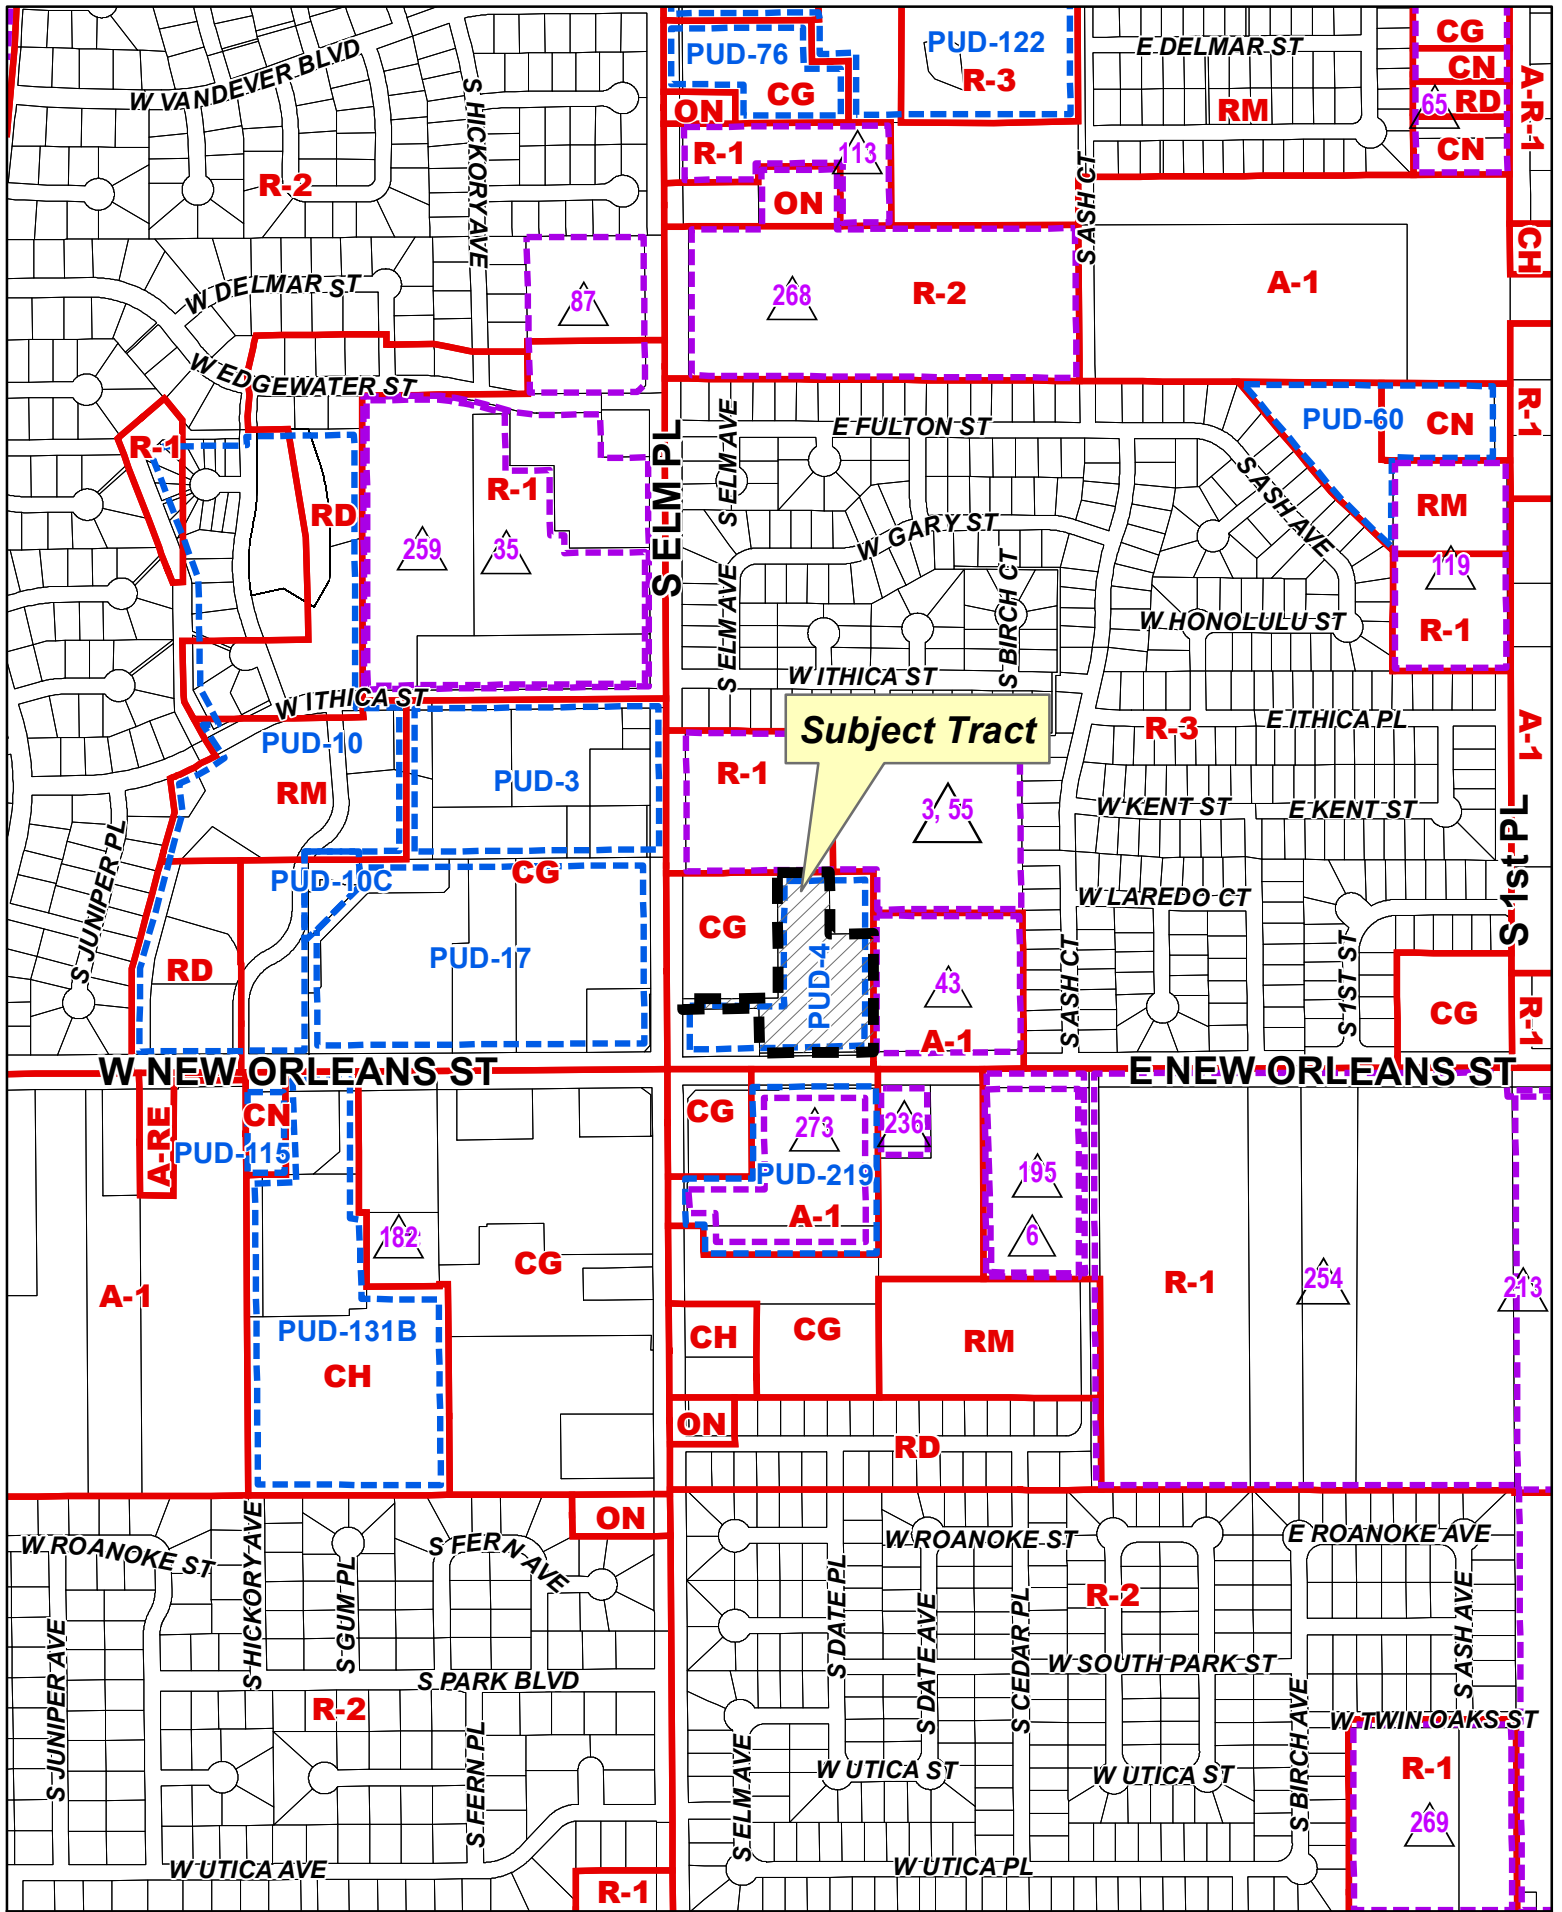 W VANDEVER BLVD
S HICKORY AVE
PUD-76
CG
ON
PUD-122
R-3
E DELMAR ST
RM
CG
CN
65
RD
CN
A-R-1
R-1
113
ON
S ASH CT
R-2
CH
W DELMAR ST
87
268
R-2
A-1
W EDGEWATER ST
R-1
RD
R-1
259
35
S ELM PL
S ELM AVE
E FULTON ST
PUD-60
CN
R-1
S ASH AVE
RM
W GARY ST
S ELM AVE
S BIRCH CT
119
W HONOLULU ST
R-1
W ITHICA ST
W ITHICA ST
Subject Tract
PUD-10
RM
PUD-3
R-1
3, 55
R-3
E ITHICA PL
A-1
W KENT ST
E KENT ST
S 1st PL
S JUNIPER PL
PUD-10C
CG
W LAREDO CT
RD
PUD-17
CG
PUD-4
43
A-1
S ASH CT
S 1ST ST
CG
R-1
W NEW ORLEANS ST
E NEW ORLEANS ST
A-RE
CN
PUD-115
CG
273
236
PUD-219
A-1
195
6
182
CG
A-1
R-1
254
213
PUD-131B
CH
CH
CG
RM
ON
RD
ON
W ROANOKE ST
S HICKORY AVE
S GUM PL
S FERN AVE
W ROANOKE ST
E ROANOKE AVE
S DATE PL
S DATE AVE
S CEDAR PL
R-2
S ASH AVE
S JUNIPER AVE
S PARK BLVD
W SOUTH PARK ST
R-2
S FERN PL
S ELM AVE
W UTICA ST
W UTICA ST
S BIRCH AVE
W TWIN OAKS ST
R-1
269
W UTICA AVE
W UTICA PL
R-1